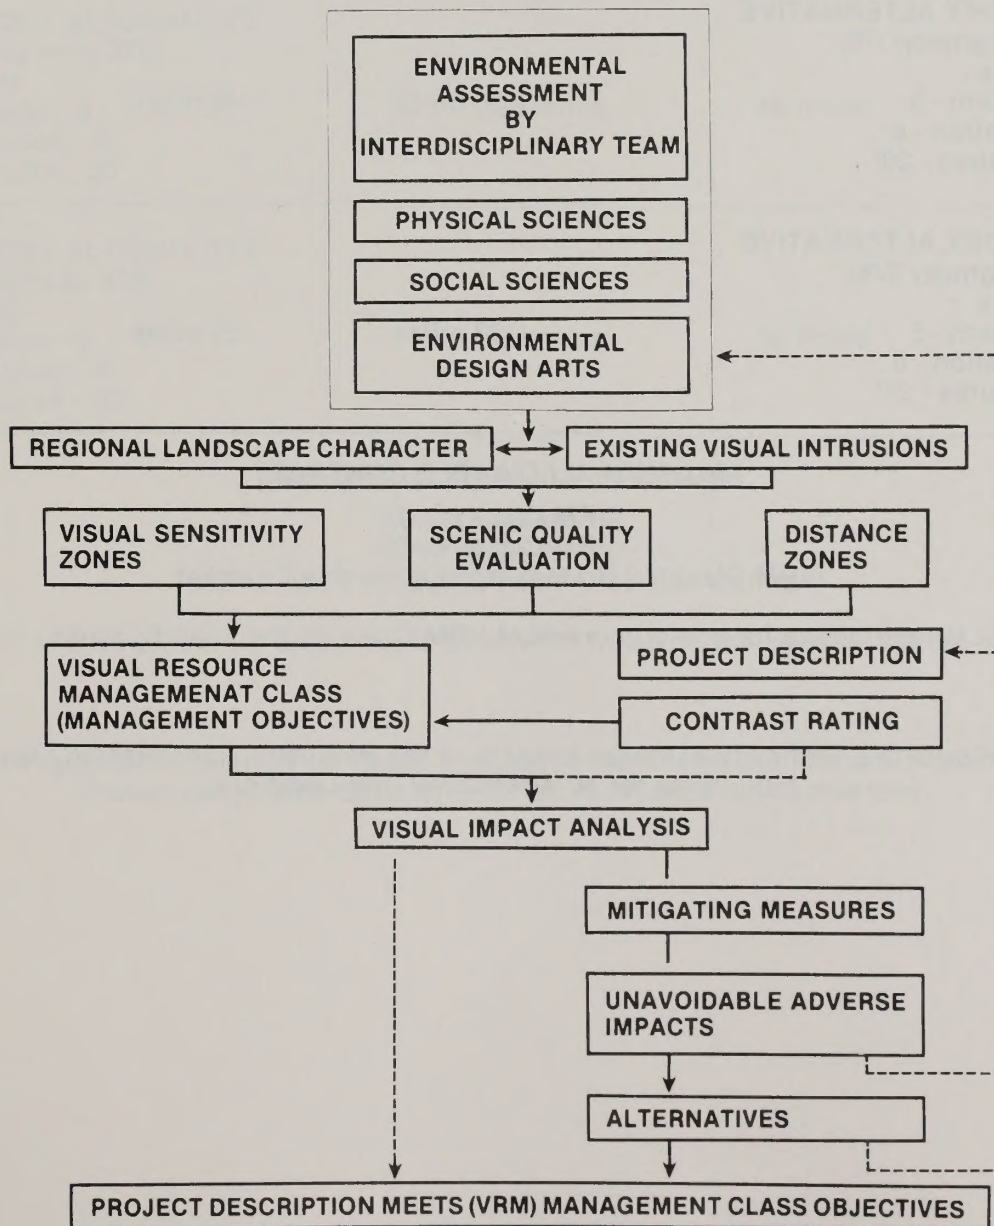 ENVIRONMENTAL
ASSESSMENT
BY
INTERDISCIPLINARY TEAM
PHYSICAL SCIENCES
SOCIAL SCIENCES
ENVIRONMENTAL
DESIGN ARTS
REGIONAL LANDSCAPE CHARACTER
EXISTING VISUAL INTRUSIONS
VISUAL SENSITIVITY
ZONES
SCENIC QUALITY
EVALUATION
DISTANCE
ZONES
VISUAL RESOURCE
MANAGEMENAT CLASS
(MANAGEMENT OBJECTIVES)
PROJECT DESCRIPTION
CONTRAST RATING
VISUAL IMPACT ANALYSIS
MITIGATING MEASURES
UNAVOIDABLE ADVERSE
IMPACTS
ALTERNATIVES
PROJECT DESCRIPTION MEETS (VRM) MANAGEMENT CLASS OBJECTIVES